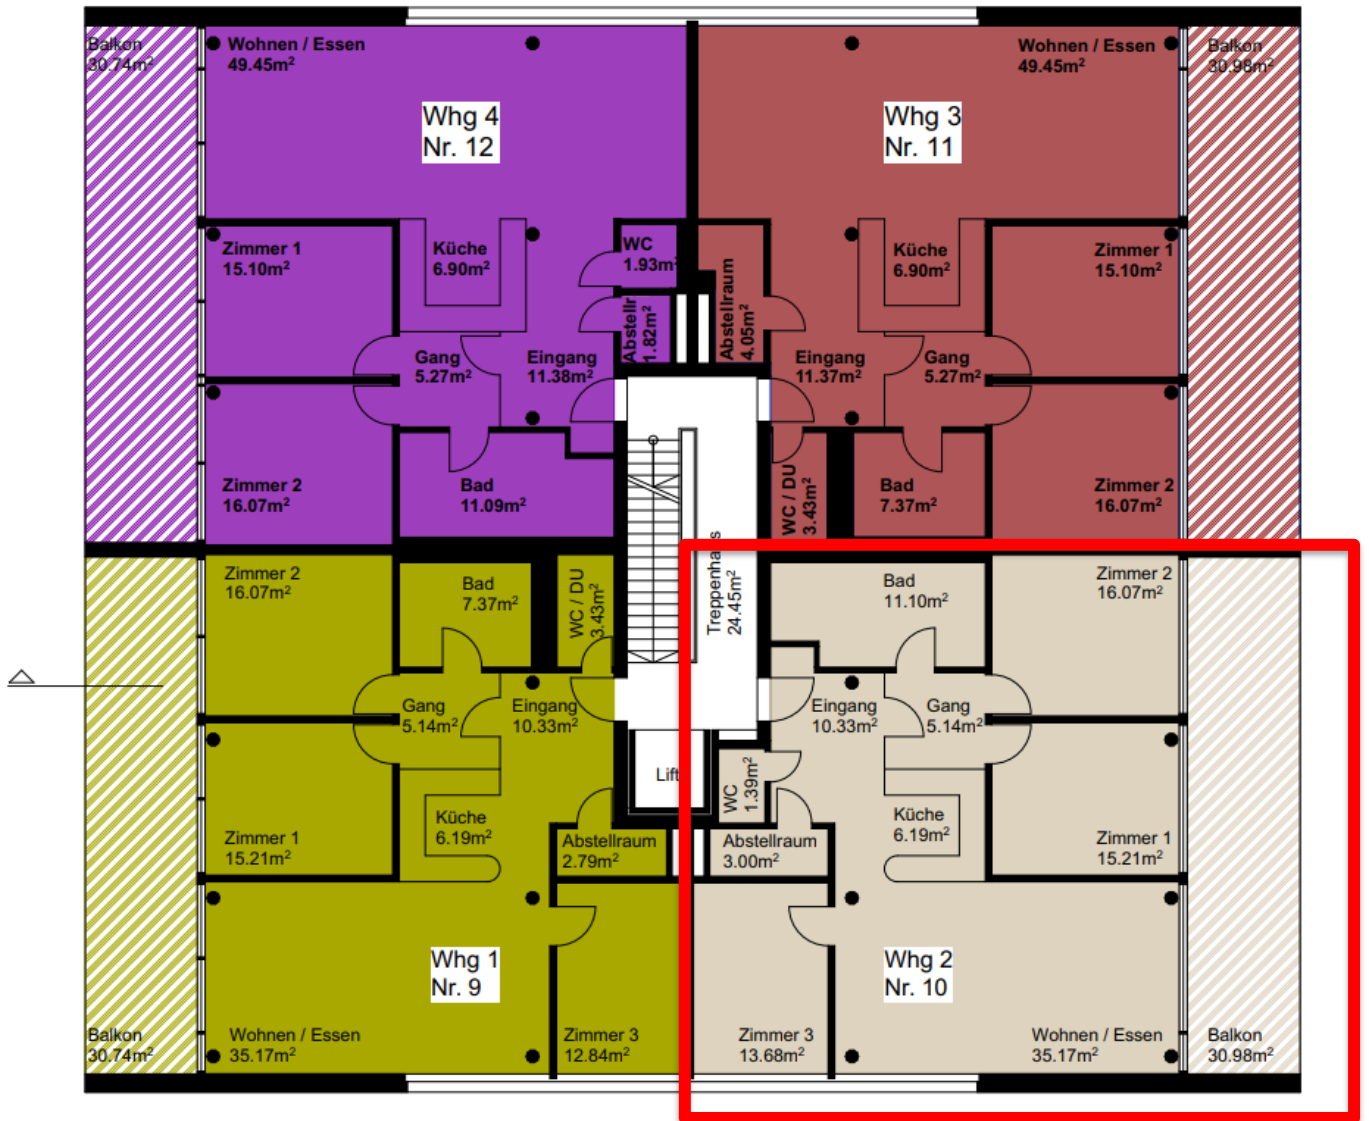 Balkon
30.74m²
Wohnen / Essen
49.45m²
Whg 4
Nr. 12
Zimmer 1
15.10m²
Küche
6.90m²
WC
1.93m²
Abstellr
1.82m²
Gang
5.27m²
Eingang
11.38m²
Zimmer 2
16.07m²
Bad
11.09m²
Wohnen / Essen
49.45m²
Balkon
30.98m²
Whg 3
Nr. 11
Abstellraum
4.05m²
Küche
6.90m²
Zimmer 1
15.10m²
Eingang
11.37m²
Gang
5.27m²
WC / DU
3.43m²
Bad
7.37m²
Zimmer 2
16.07m²
Treppenhaus
24.45m²
Lift
Zimmer 2
16.07m²
Bad
7.37m²
WC / DU
3.43m²
Gang
5.14m²
Eingang
10.33m²
Küche
6.19m²
Zimmer 1
15.21m²
Abstellraum
2.79m²
Whg 1
Nr. 9
Balkon
30.74m²
Wohnen / Essen
35.17m²
Zimmer 3
12.84m²
Bad
11.10m²
Zimmer 2
16.07m²
Eingang
10.33m²
Gang
5.14m²
WC
1.39m²
Küche
6.19m²
Abstellraum
3.00m²
Zimmer 1
15.21m²
Whg 2
Nr. 10
Zimmer 3
13.68m²
Wohnen / Essen
35.17m²
Balkon
30.98m²